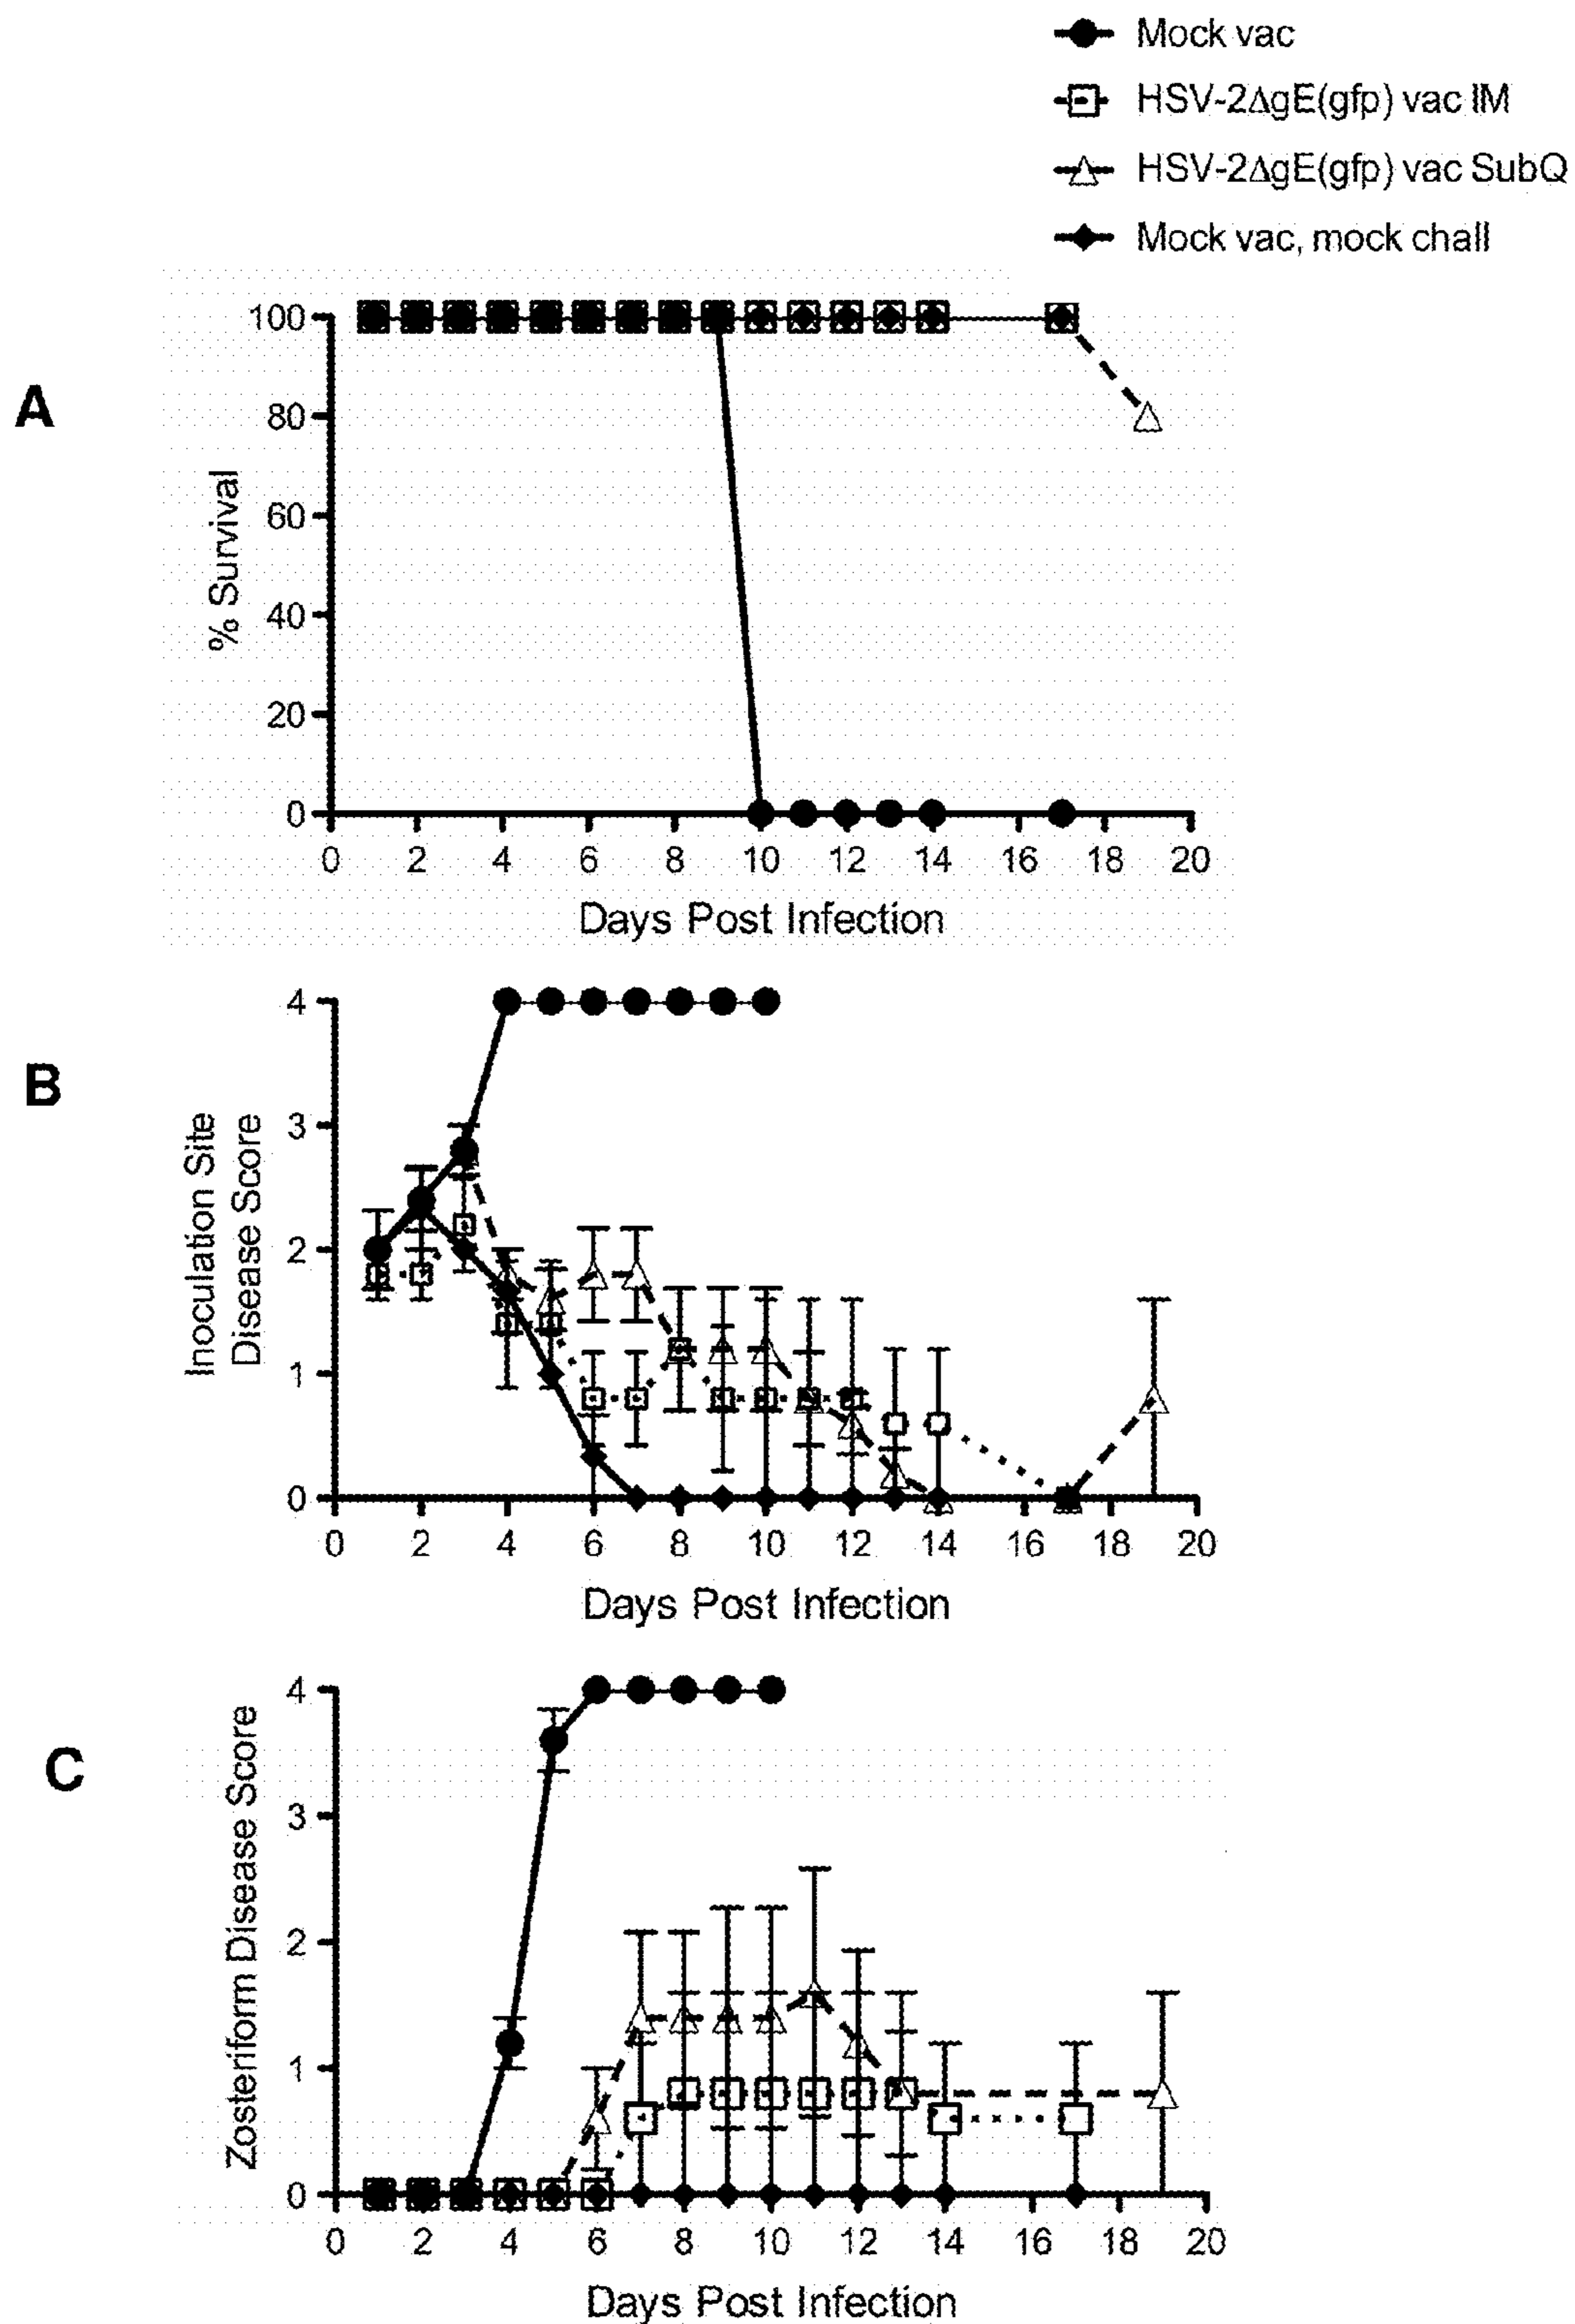 Mock vac
HSV-2ΔgE(gfp) vac IM
HSV-2ΔgE(gfp) vac SubQ
Mock vac, mock chall
A
% Survival
100
80
60
40
20
0
0 2 4 6 8 10 12 14 16 18 20
Days Post Infection
B
Inoculation Site
Disease Score
4
3
2
1
0
0 2 4 6 8 10 12 14 16 18 20
Days Post Infection
C
Zosteriform Disease Score
4
3
2
1
0
0 2 4 6 8 10 12 14 16 18 20
Days Post Infection